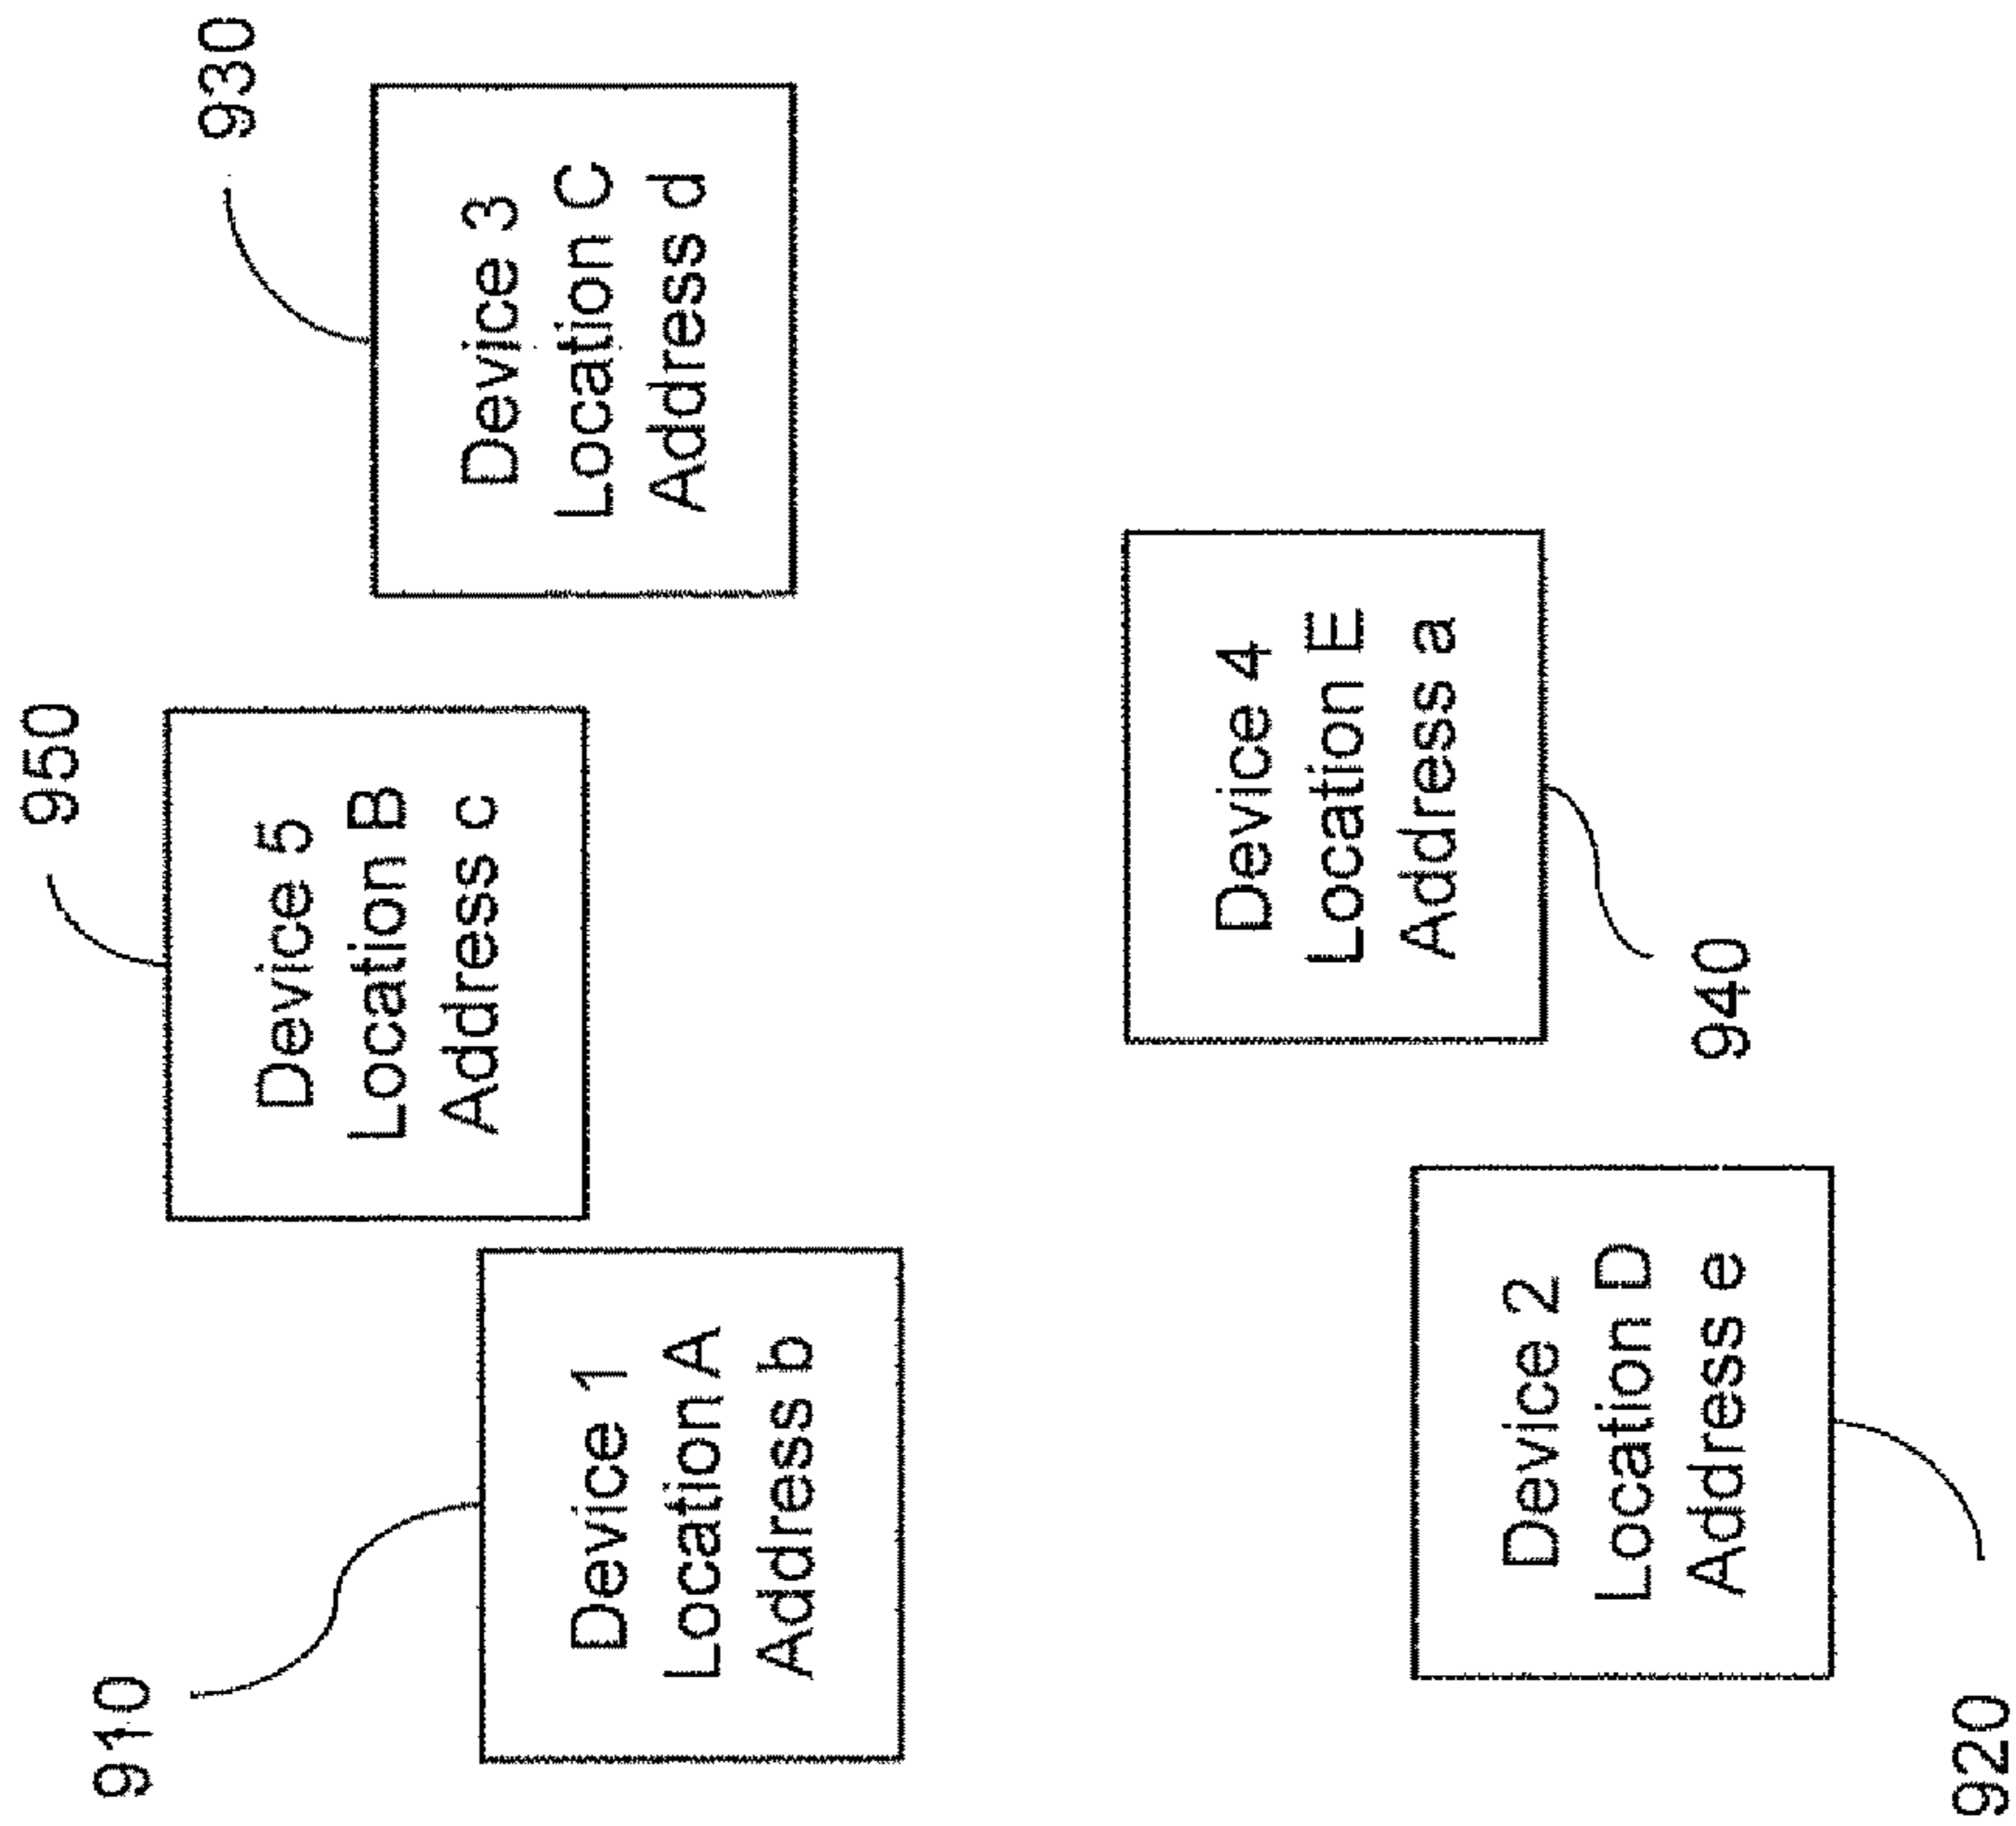 910
Device 1
Location A
Address b
950
Device 5
Location B
Address c
930
Device 3
Location C
Address d
920
Device 2
Location D
Address e
940
Device 4
Location E
Address a